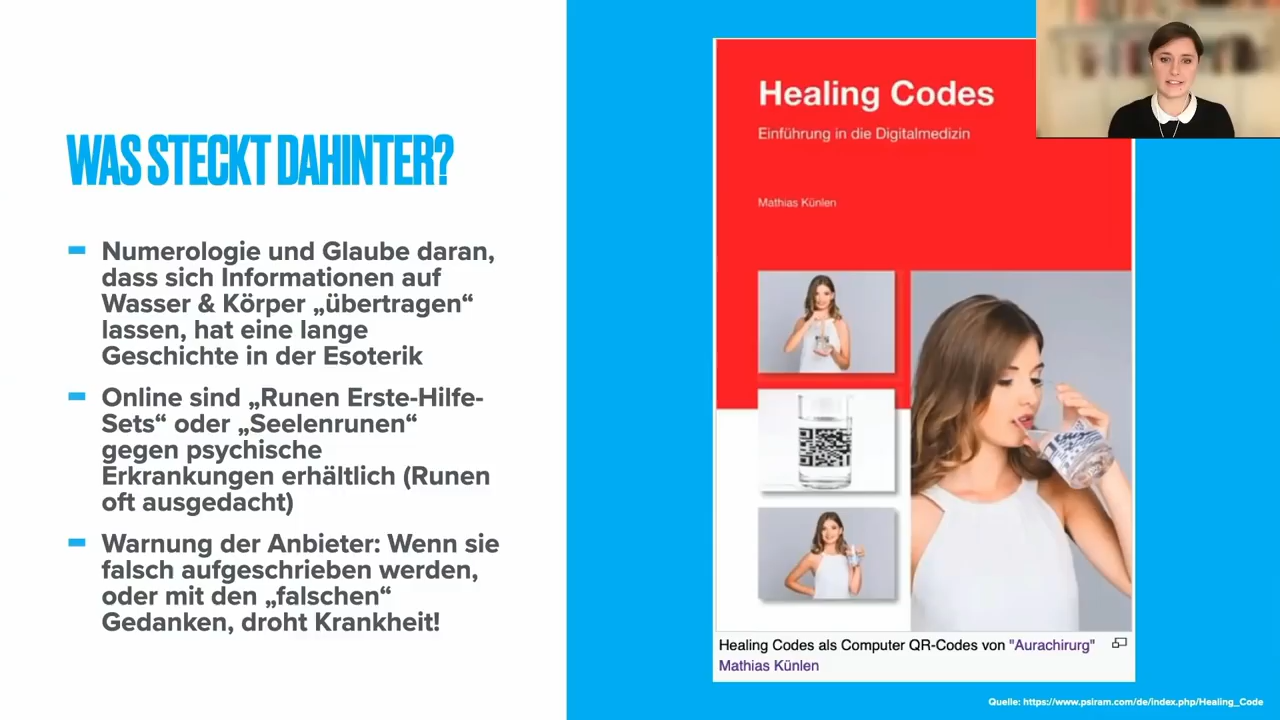 WAS STECKT DAHINTER?
Numerologie und Glaube daran,
dass sich Informationen auf
Wasser & Körper „übertragen“
lassen, hat eine lange
Geschichte in der Esoterik
Online sind „Runen Erste-Hilfe-
Sets“ oder „Seelenrunen“
gegen psychische
Erkrankungen erhältlich (Runen
oft ausgedacht)
Warnung der Anbieter: Wenn sie
falsch aufgeschrieben werden,
oder mit den „falschen“
Gedanken, droht Krankheit!
Healing Codes
Einführung in die Digitalmedizin
Mathias Künlen
Healing Codes als Computer QR-Codes von "Aurachirurg"
Mathias Künlen
Quelle: https://www.psiram.com/de/index.php/Healing_Code